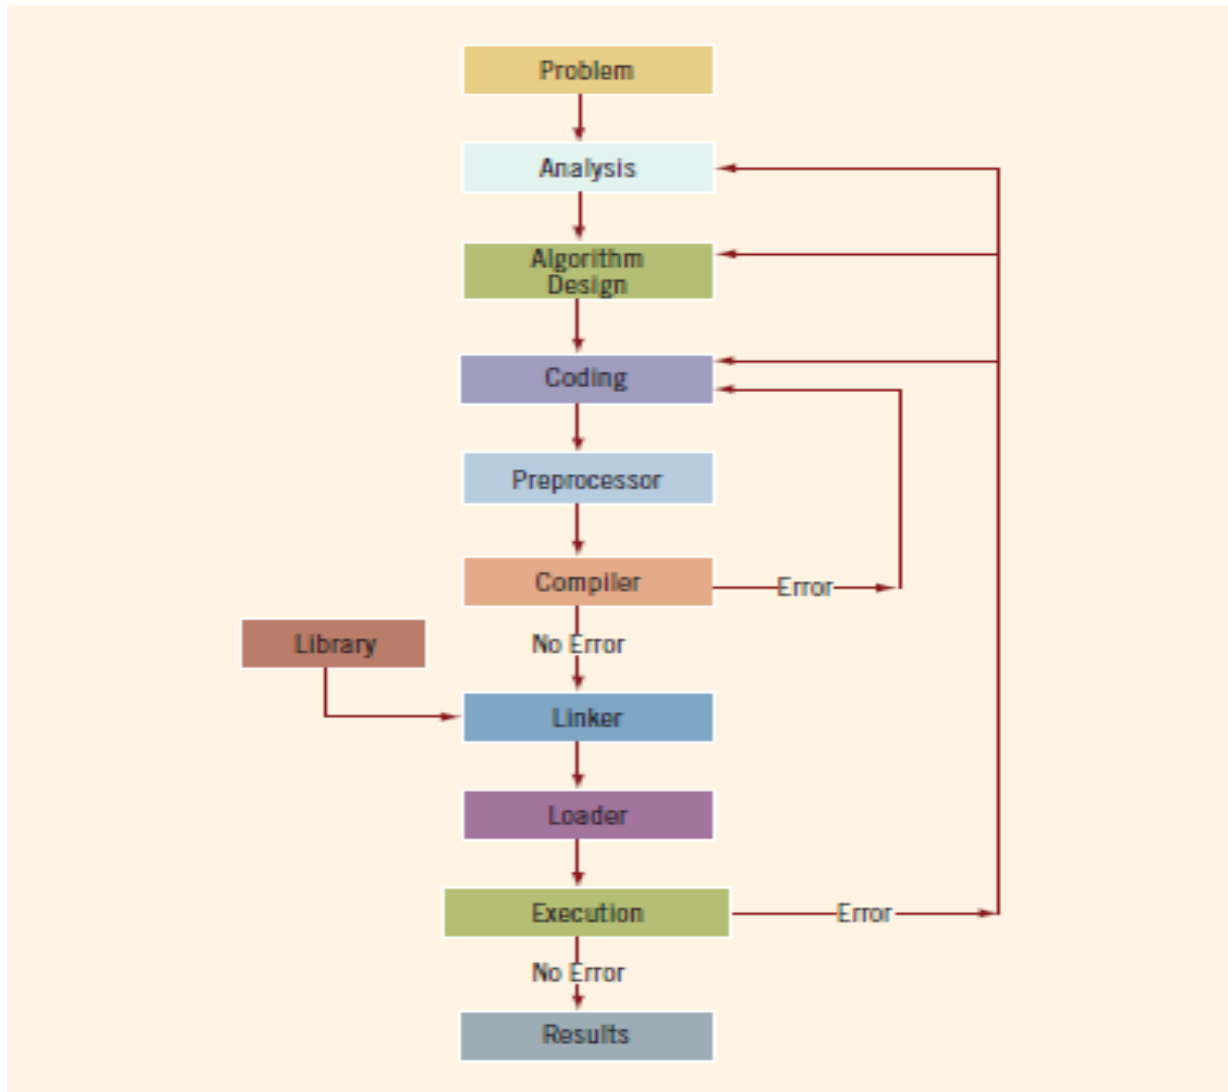 Problem
Analysis
Algorithm
Design
Coding
Preprocessor
Compiler
Error
No Error
Library
Linker
Loader
Execution
Error
No Error
Results